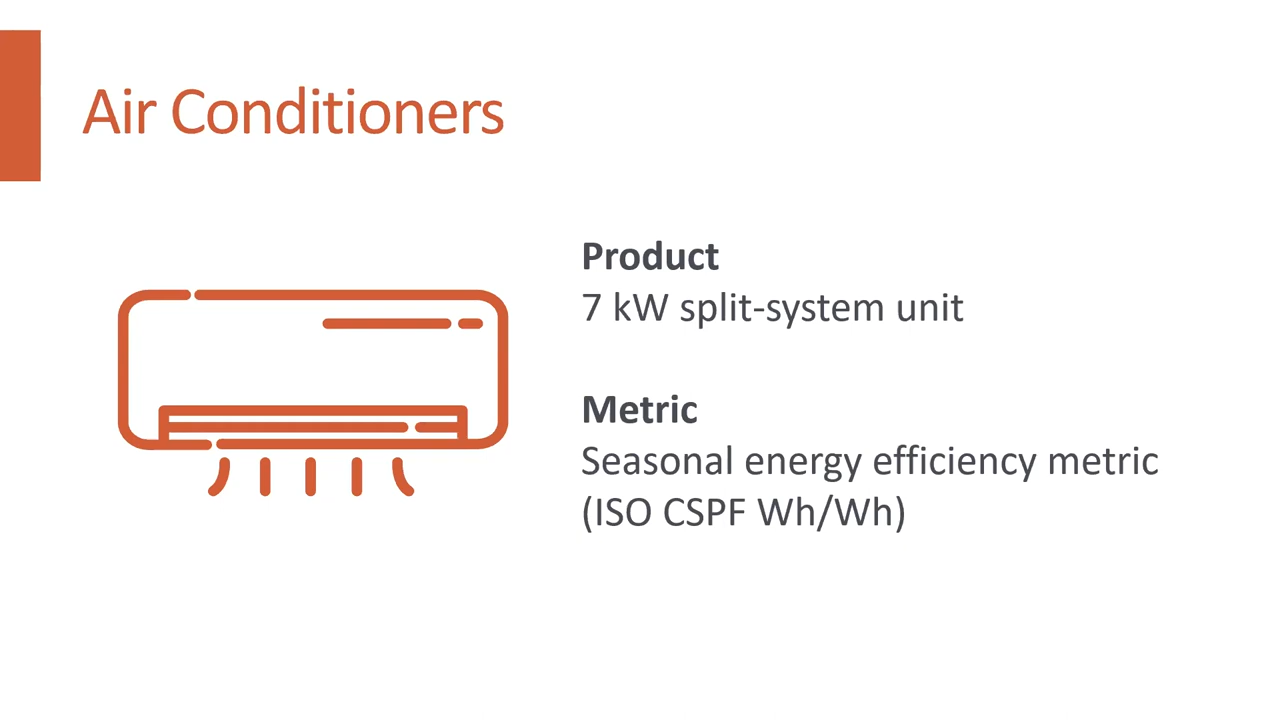 Air Conditioners
Product
7 kW split-system unit
Metric
Seasonal energy efficiency metric
(ISO CSPF Wh/Wh)